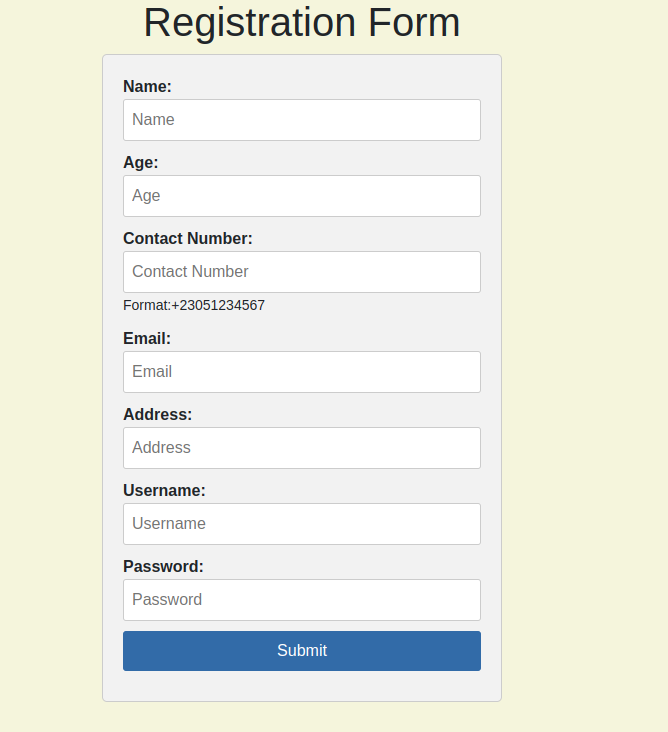 Registration Form
Name:
Name
Age:
Age
Contact Number:
Contact Number
Format:+23051234567
Email:
Email
Address:
Address
Username:
Username
Password:
Password
Submit